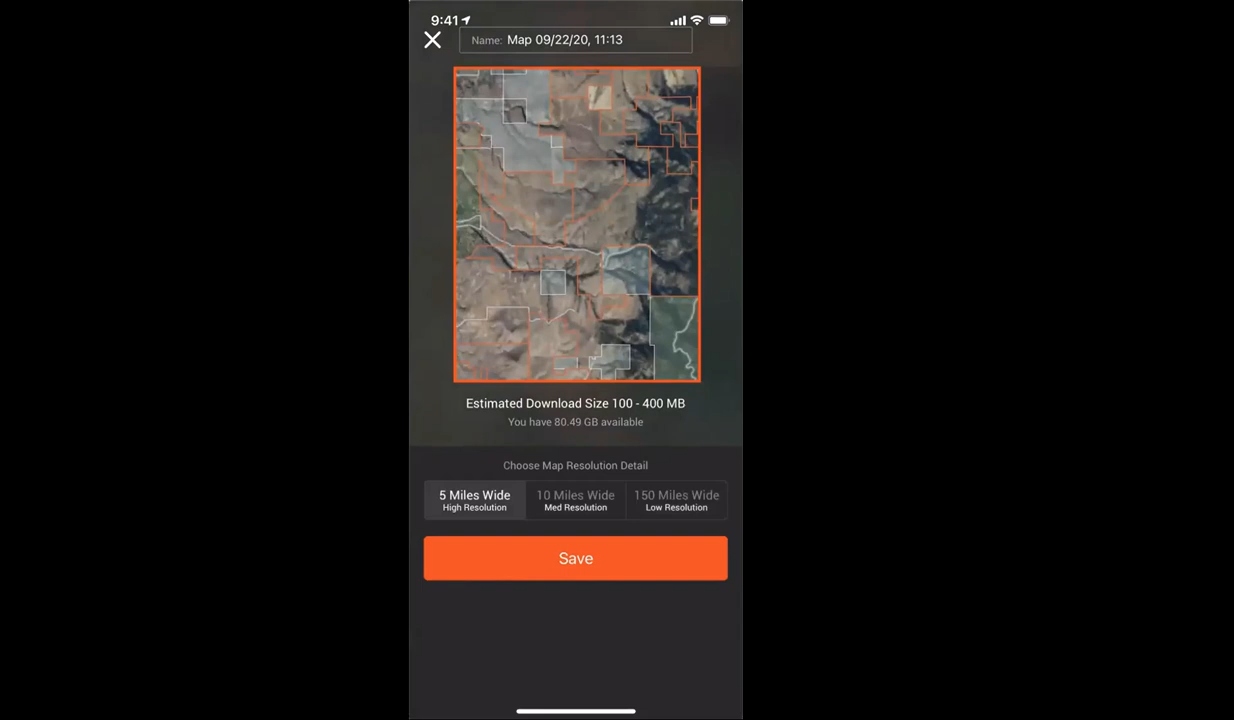 9:41
Name: Map 09/22/20, 11:13
Estimated Download Size 100 - 400 MB
You have 80.49 GB available
Choose Map Resolution Detail
5 Miles Wide
High Resolution
10 Miles Wide
Med Resolution
150 Miles Wide
Low Resolution
Save